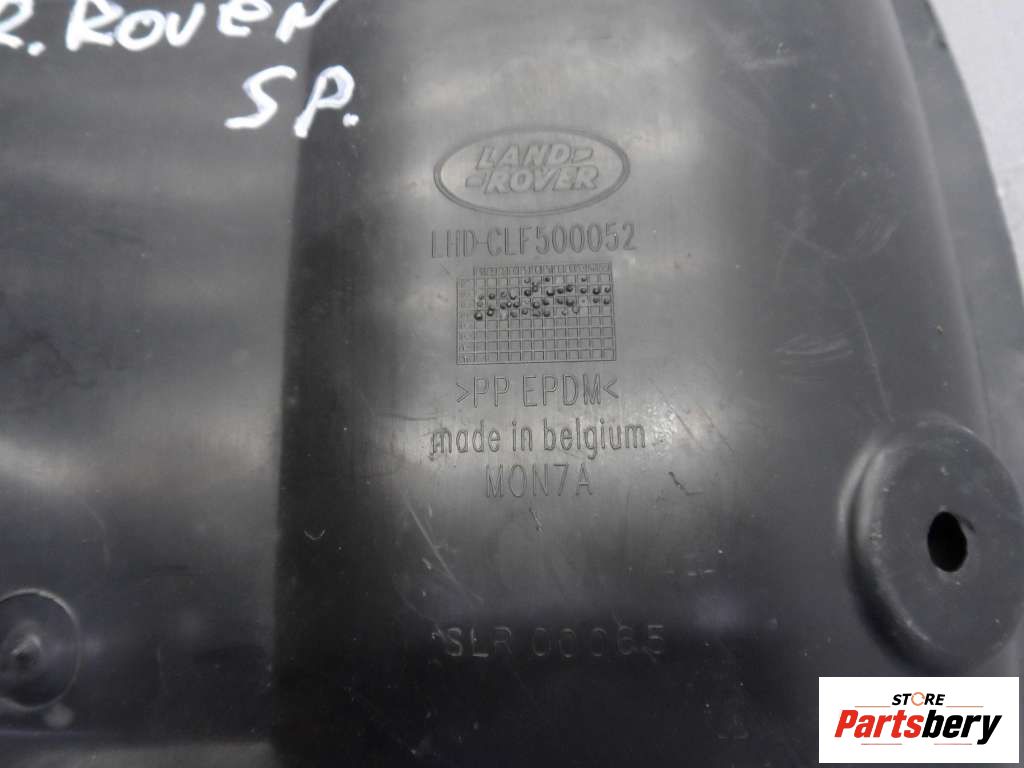 R. ROVER
SP.
LAND-
-ROVER
LHD-CLF500052
>PP EPDM<
made in belgium
MON7A
SLR 00065
STORE
Partsbery